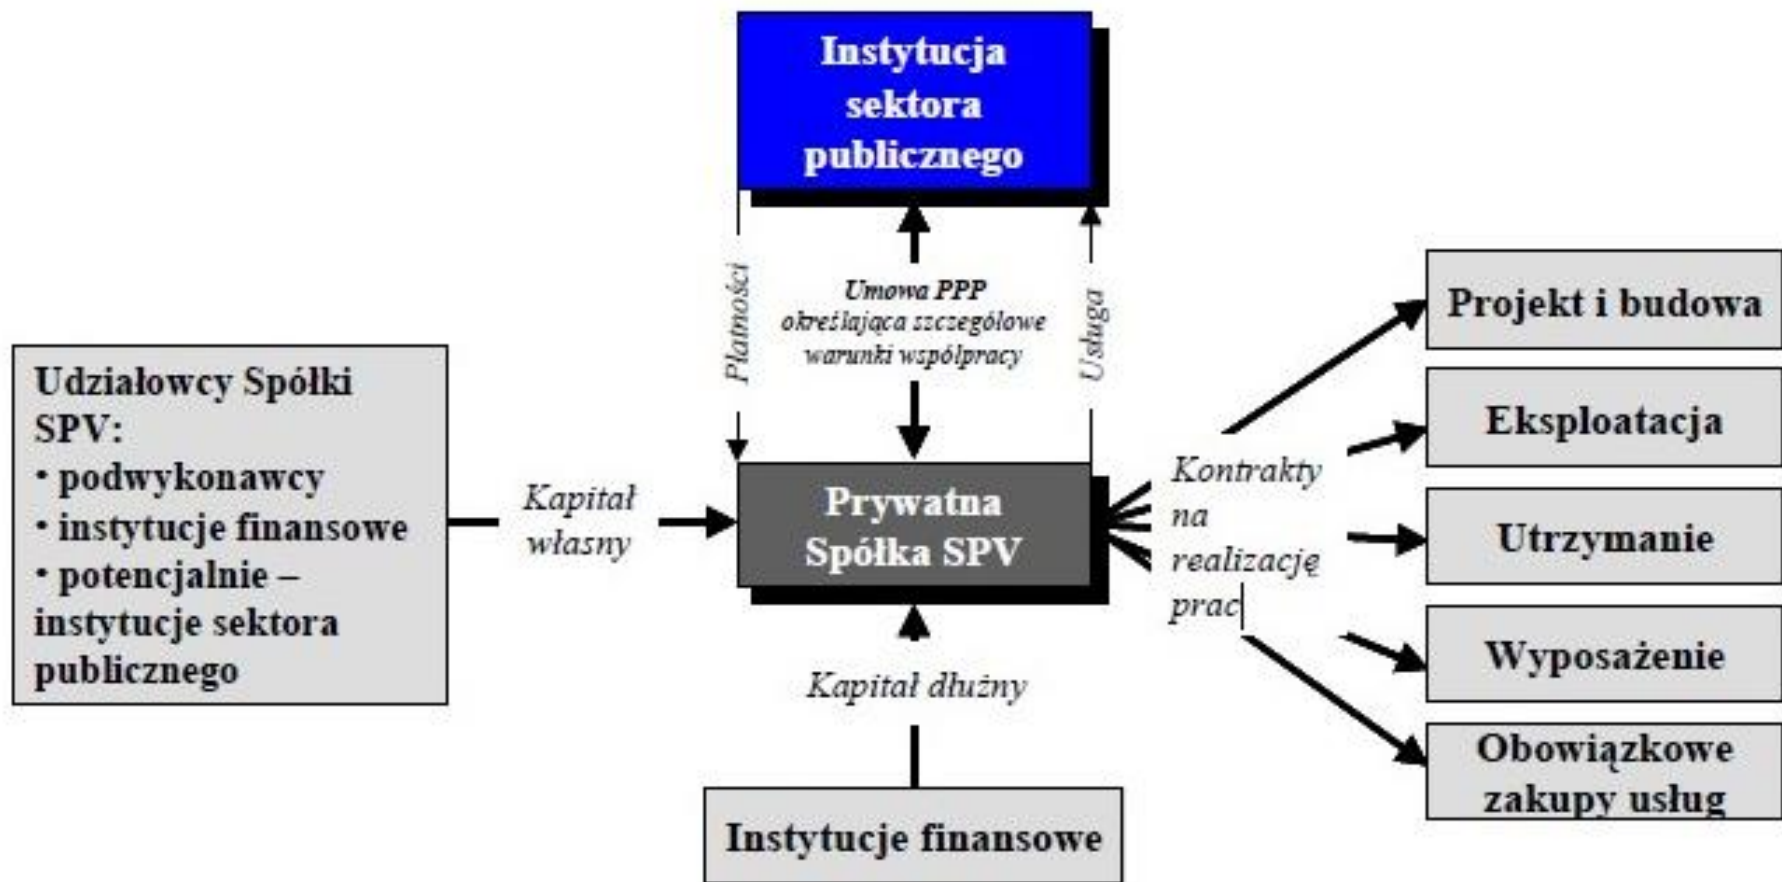 Instytucja
sektora
publicznego
Płatności
Umowa PPP
określająca szczegółowe
warunki współpracy
Usługa
Udziałowcy Spółki
SPV:
• podwykonawcy
• instytucje finansowe
• potencjalnie –
instytucje sektora
publicznego
Kapitał
własny
Prywatna
Spółka SPV
Kontrakty
na
realizację
prac
Projekt i budowa
Eksploatacja
Utrzymanie
Wyposażenie
Obowiązkowe
zakupy usług
Kapitał dłużny
Instytucje finansowe